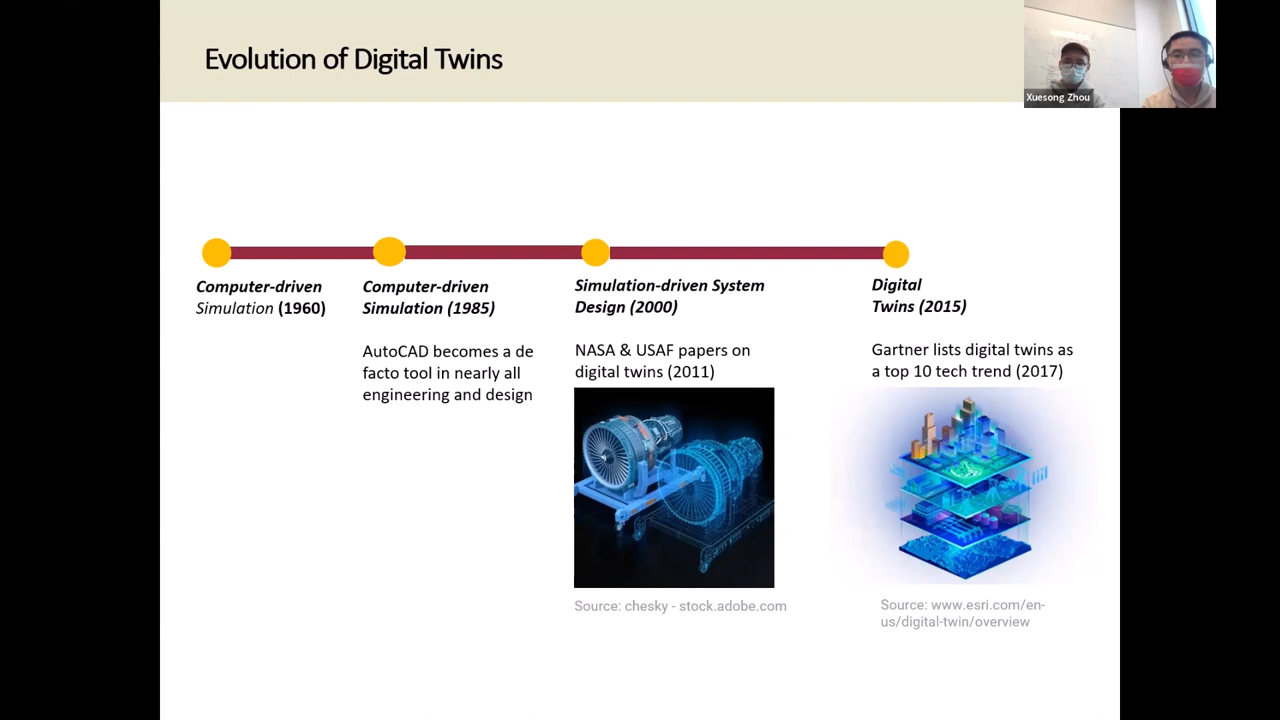 Evolution of Digital Twins
Xuesong Zhou
Computer-driven
Simulation (1960)
Computer-driven
Simulation (1985)
AutoCAD becomes a de
facto tool in nearly all
engineering and design
Simulation-driven System
Design (2000)
NASA & USAF papers on
digital twins (2011)
Source: chesky - stock.adobe.com
Digital
Twins (2015)
Gartner lists digital twins as
a top 10 tech trend (2017)
Source: www.esri.com/en-
us/digital-twin/overview